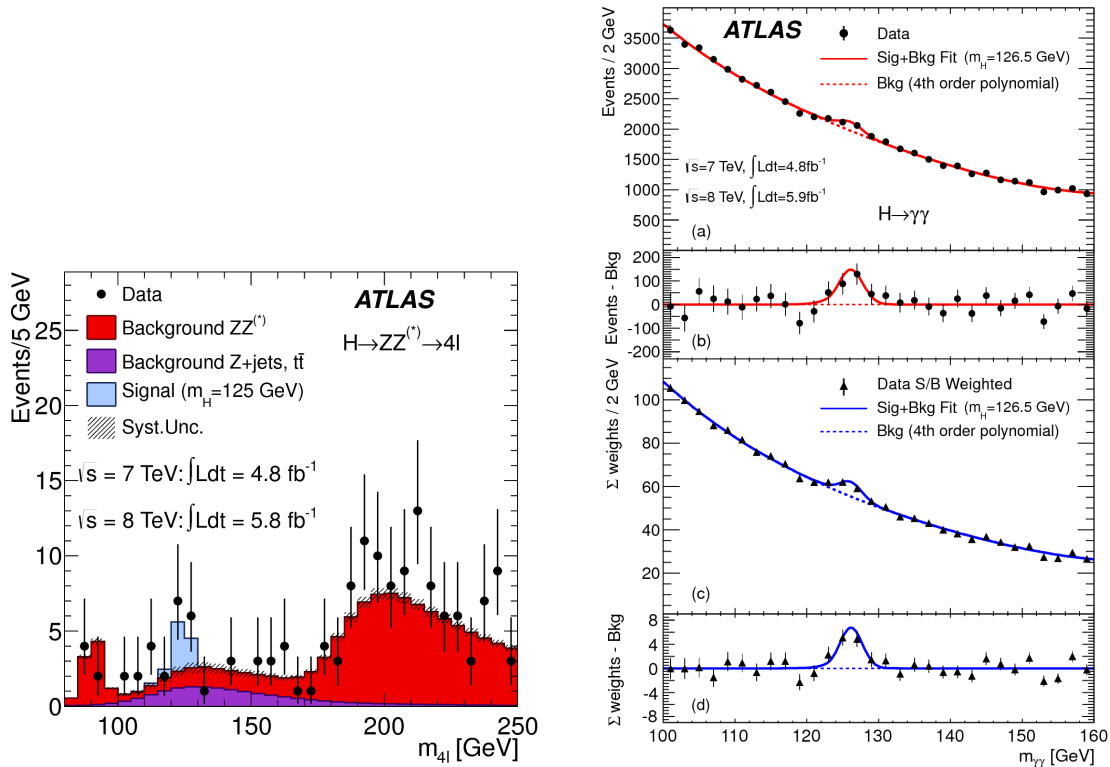 Events/5 GeV
25
20
15
10
5
0
Data
Background ZZ(*)
Background Z+jets, tt̄
Signal (mH=125 GeV)
Syst.Unc.
ATLAS
H→ZZ(*)→4l
√s = 7 TeV:∫Ldt = 4.8 fb-1
√s = 8 TeV:∫Ldt = 5.8 fb-1
100 150 200 250
m4l [GeV]
Events / 2 GeV
3500
3000
2500
2000
1500
1000
500
ATLAS
Data
Sig+Bkg Fit (mH=126.5 GeV)
Bkg (4th order polynomial)
√s=7 TeV, ∫Ldt=4.8fb-1
√s=8 TeV, ∫Ldt=5.9fb-1
H→γγ
(a)
Events - Bkg
200
100
0
-100
-200
(b)
Σ weights / 2 GeV
100
80
60
40
20
Data S/B Weighted
Sig+Bkg Fit (mH=126.5 GeV)
Bkg (4th order polynomial)
(c)
Σ weights - Bkg
8
4
0
-4
-8
(d)
100 110 120 130 140 150 160
mγγ [GeV]